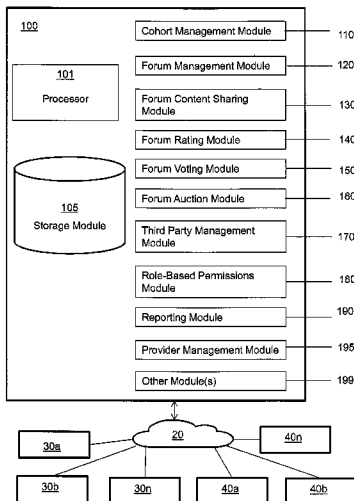 100
Cohort Management Module
110
101
Processor
Forum Management Module
120
Forum Content Sharing
Module
130
Forum Rating Module
140
Forum Voting Module
150
105
Storage Module
Forum Auction Module
160
Third Party Management
Module
170
Role-Based Permissions
Module
180
Reporting Module
190
Provider Management Module
195
Other Module(s)
199
20
30a
40n
30b
30n
40a
40b